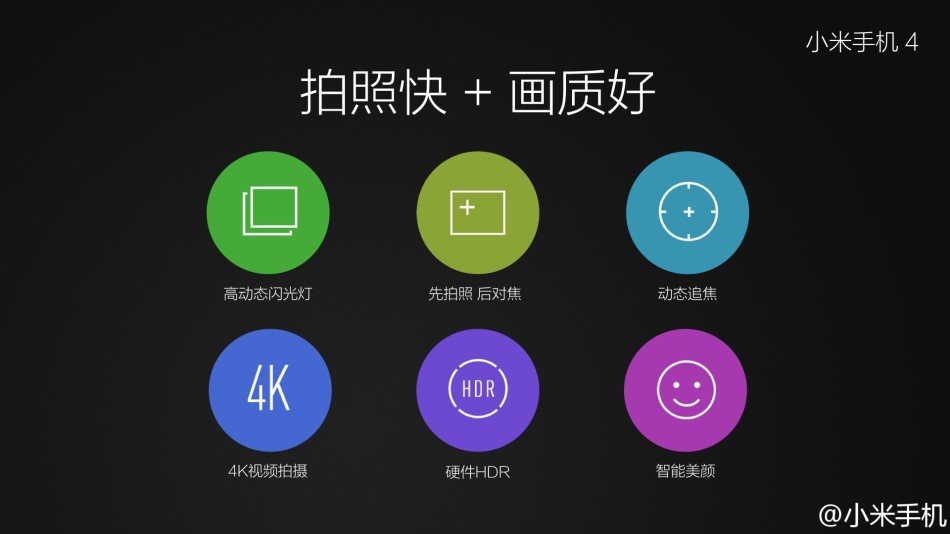 小米手机 4
拍照快 + 画质好
高动态闪光灯
先拍照 后对焦
动态追焦
4K
HDR
4K视频拍摄
硬件HDR
智能美颜
@小米手机